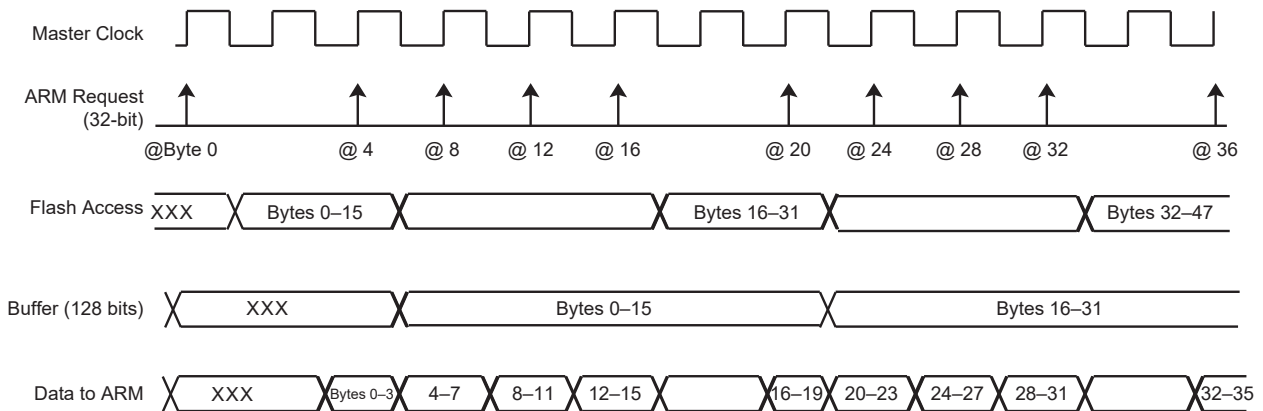 Master Clock
ARM Request
(32-bit)
@Byte 0 @ 4 @ 8 @ 12 @ 16 @ 20 @ 24 @ 28 @ 32 @ 36
Flash Access XXX Bytes 0–15 Bytes 16–31 Bytes 32–47
Buffer (128 bits) XXX Bytes 0–15 Bytes 16–31
Data to ARM XXX Bytes 0–3 4–7 8–11 12–15 16–19 20–23 24–27 28–31 32–35